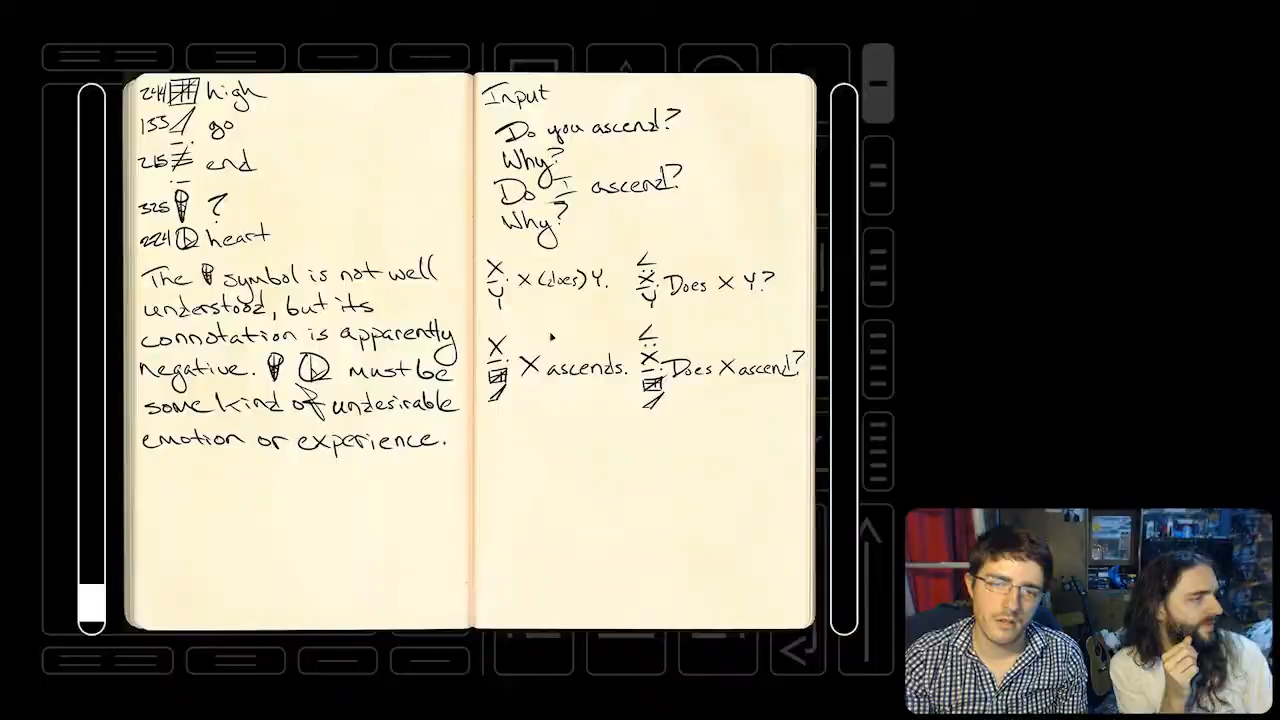 244 high
155 go
215 end
325 ?
224 heart
The symbol is not well
understood, but its
connotation is apparently
negative. must be
some kind of undesirable
emotion or experience.
Input
Do you ascend?
Why?
Do I ascend?
Why?
X Y X (does) Y.
X Y Does X Y?
X X ascends.
X Does X ascend?